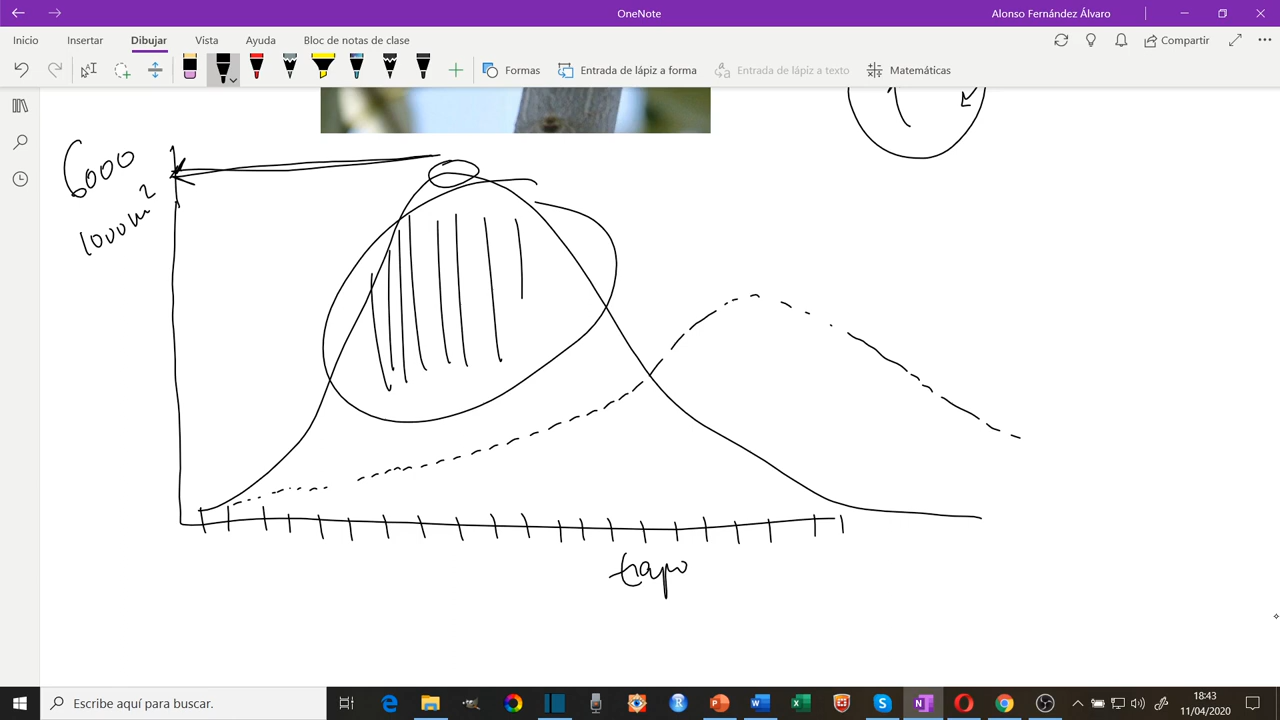 OneNote
Alonso Fernández Álvaro
Inicio Insertar Dibujar Vista Ayuda Bloc de notas de clase
Compartir
Formas Entrada de lápiz a forma Entrada de lápiz a texto Matemáticas
6000
1000m²
Escribe aquí para buscar.
18:43
11/04/2020